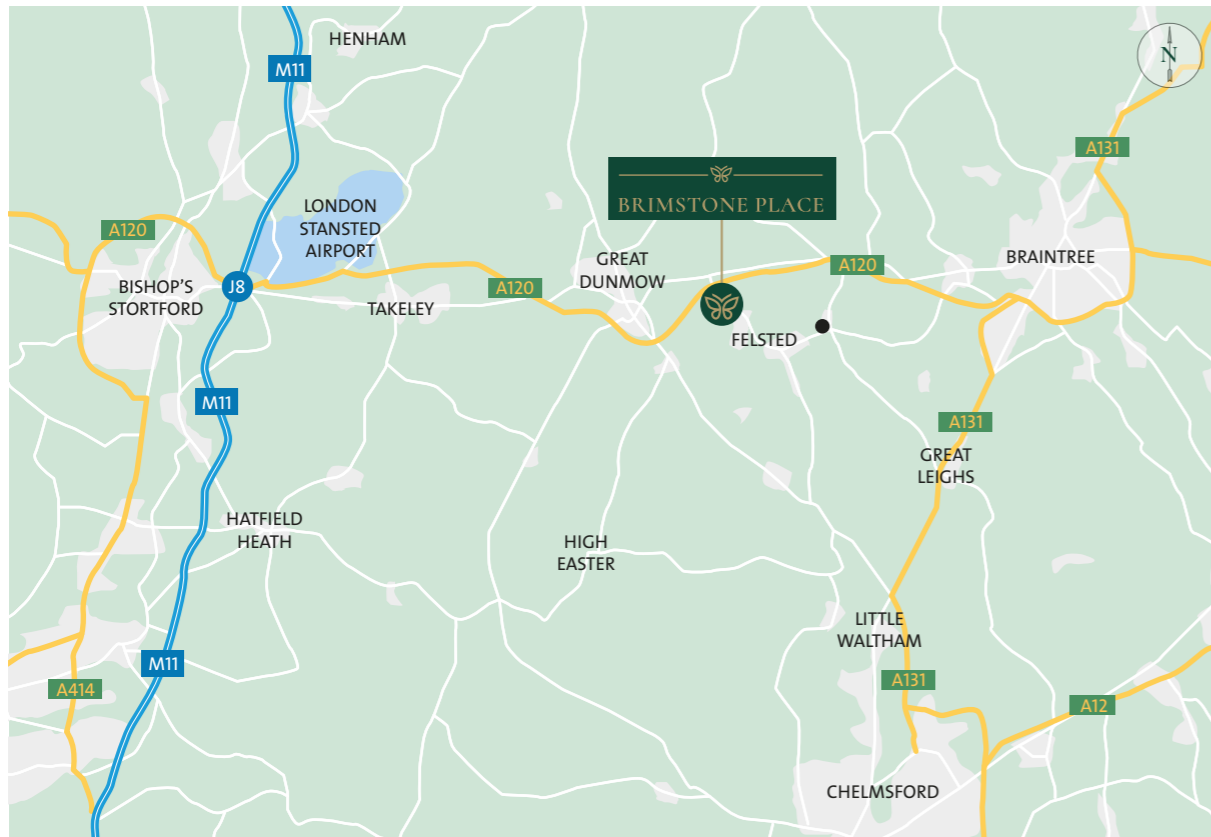 HENHAM
M11
N
A131
LONDON
STANSTED
AIRPORT
BRIMSTONE PLACE
A120
BISHOP'S
STORTFORD
J8
TAKELEY
A120
GREAT
DUNMOW
A120
BRAINTREE
FELSTED
M11
A131
GREAT
LEIGHS
HATFIELD
HEATH
HIGH
EASTER
LITTLE
WALTHAM
M11
A414
A131
A12
CHELMSFORD